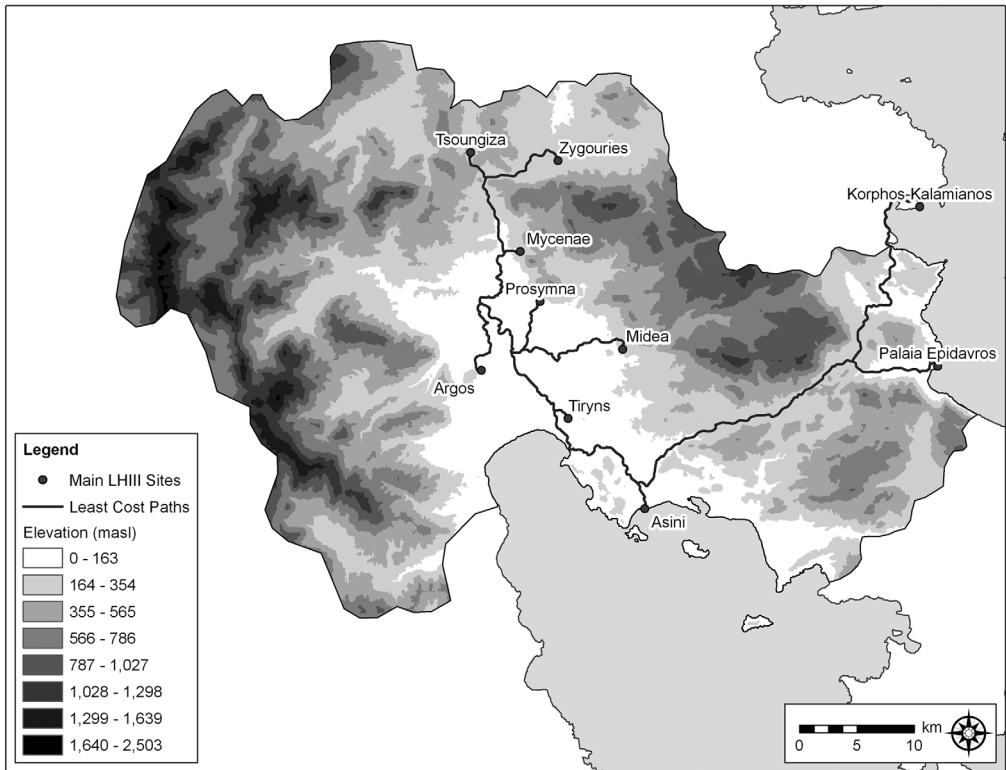 Tsoungiza
Zygouries
Korphos-Kalamianos
Mycenae
Prosymna
Midea
Palaia Epidavros
Argos
Tiryns
Asini
Legend
Main LHIII Sites
Least Cost Paths
Elevation (masl)
0 - 163
164 - 354
355 - 565
566 - 786
787 - 1,027
1,028 - 1,298
1,299 - 1,639
1,640 - 2,503
km
0 5 10